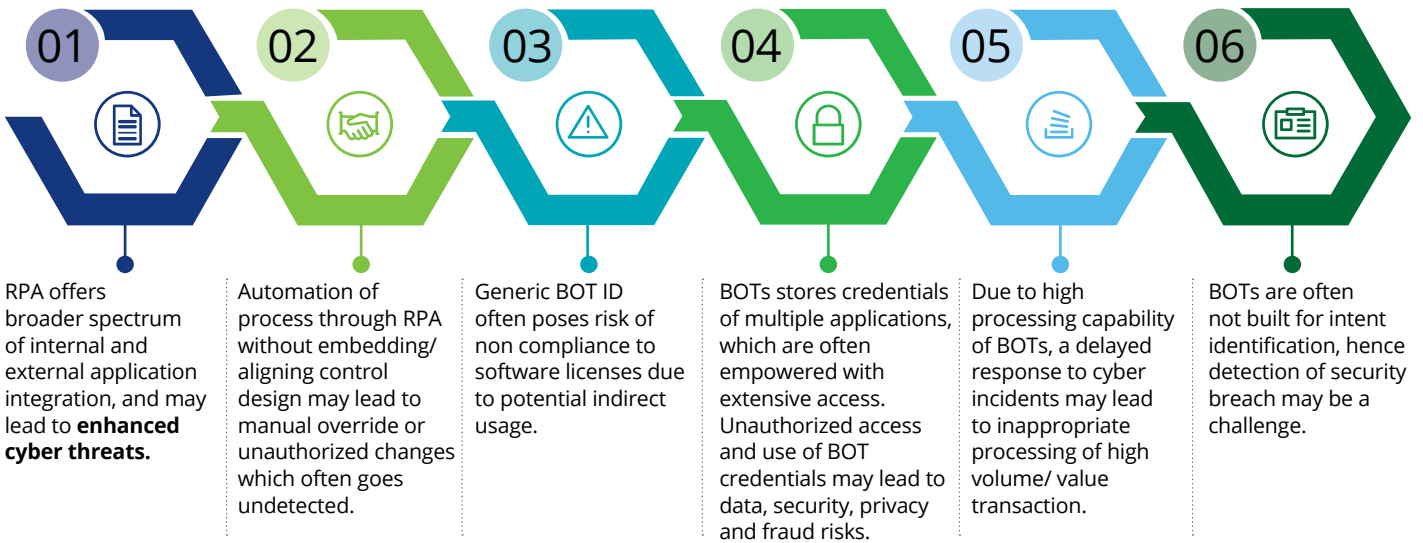 01
RPA offers
broader spectrum
of internal and
external application
integration, and may
lead to enhanced
cyber threats.
02
Automation of
process through RPA
without embedding/
aligning control
design may lead to
manual override or
unauthorized changes
which often goes
undetected.
03
Generic BOT ID
often poses risk of
non compliance to
software licenses due
to potential indirect
usage.
04
BOTs stores credentials
of multiple applications,
which are often
empowered with
extensive access.
Unauthorized access
and use of BOT
credentials may lead to
data, security, privacy
and fraud risks.
05
Due to high
processing capability
of BOTs, a delayed
response to cyber
incidents may lead
to inappropriate
processing of high
volume/ value
transaction.
06
BOTs are often
not built for intent
identification, hence
detection of security
breach may be a
challenge.